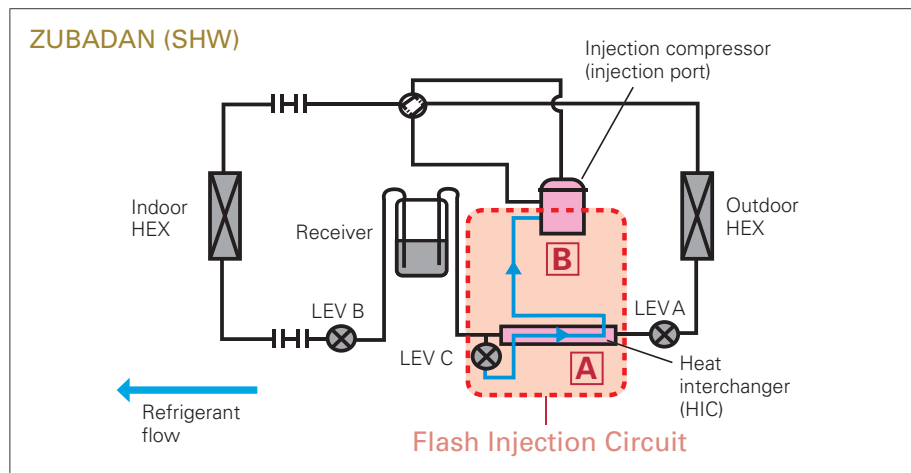 ZUBADAN (SHW)
Injection compressor
(injection port)
Indoor
HEX
Receiver
Outdoor
HEX
B
LEV B
LEV A
LEV C
A
Heat
interchanger
(HIC)
Refrigerant
flow
Flash Injection Circuit